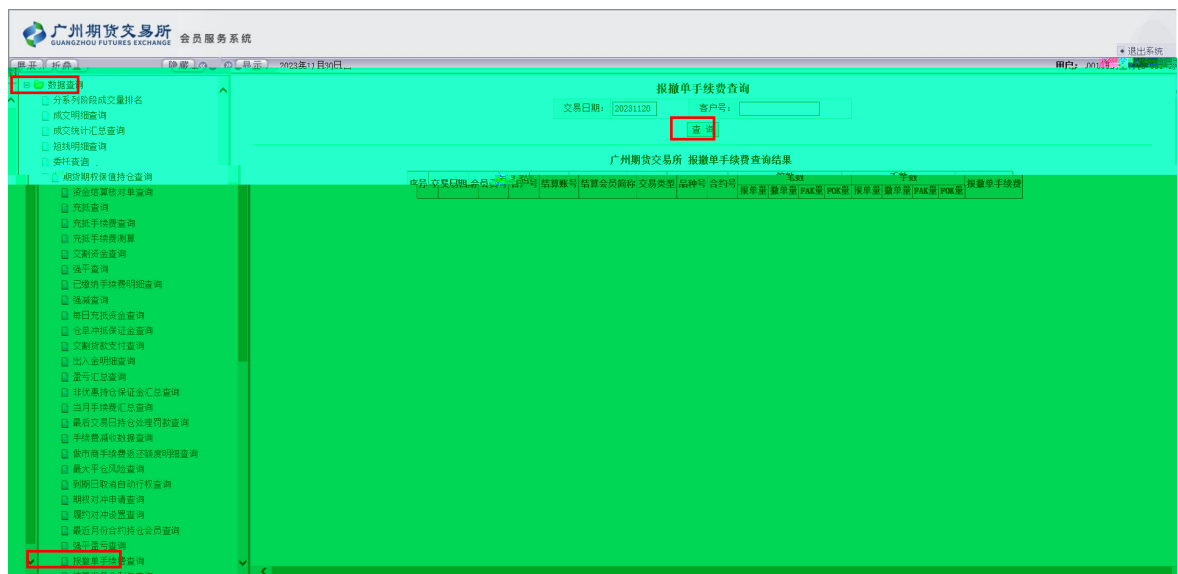 广州期货交易所 会员服务系统
GUANGZHOU FUTURES EXCHANGE
退出系统
展开 折叠 隐藏 显示 2023年11月30日
用户:
数据查询
分系列阶段成交量排名
成交明细查询
成交统计汇总查询
短线明细查询
委托查询
期货期权保值持仓查询
资金结算核对单查询
充抵查询
充抵手续费查询
充抵手续费测算
交割资金查询
强平查询
已缴纳手续费明细查询
强减查询
每日充抵资金查询
仓单冲抵保证金查询
交割货款支付查询
出入金明细查询
盈亏汇总查询
非优惠持仓保证金汇总查询
当月手续费汇总查询
最后交易日持仓处理罚款查询
手续费减收数据查询
做市商手续费返还额度明细查询
最大平仓风险查询
到期日取消自动行权查询
期权对冲申请查询
履约对冲设置查询
最近月份合约持仓会员查询
强平盈亏查询
报撤单手续费查询
报撤单手续费查询
交易日期: 20231120 客户号:
查 询
广州期货交易所 报撤单手续费查询结果
序号 交易日期 会员号 结算账号 结算会员简称 交易类型 品种号 合约号 笔数 手数 报撤单手续费
报单量 撤单量 FAK量 FOK量 报单量 撤单量 FAK量 FOK量